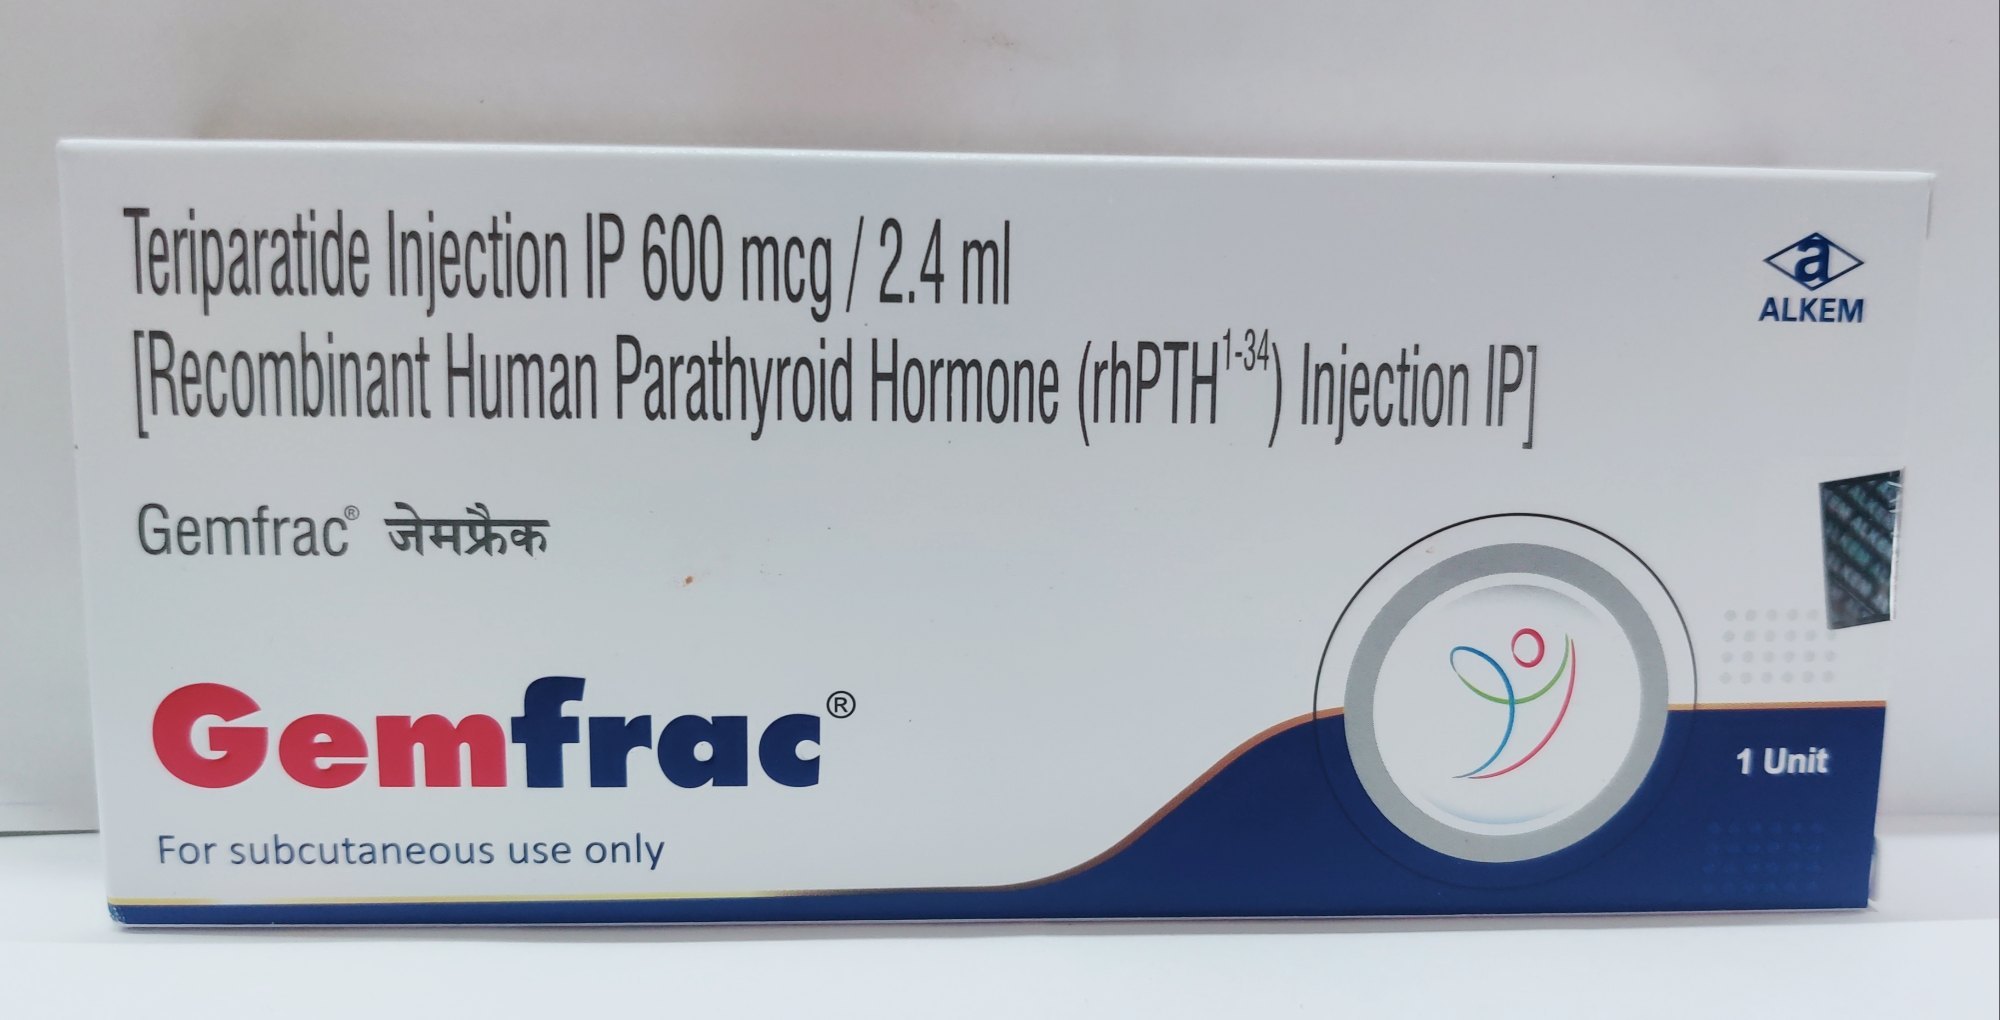 Teriparatide Injection IP 600 mcg / 2.4 ml
[Recombinant Human Parathyroid Hormone (rhPTH1-34) Injection IP]
a
ALKEM
Gemfrac® जेमफ्रैक
Gemfrac®
For subcutaneous use only
1 Unit